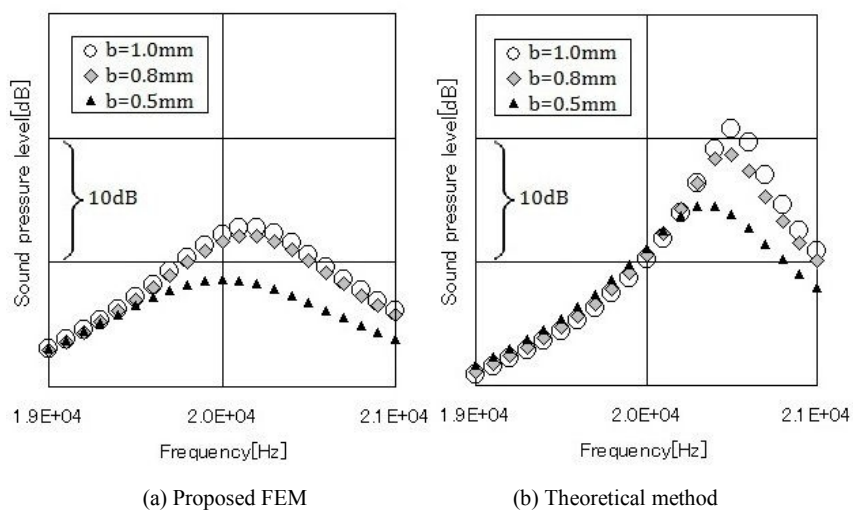 b=1.0mm
b=0.8mm
b=0.5mm
10dB
Sound pressure level[dB]
1.9E+04
2.0E+04
2.1E+04
Frequency[Hz]
(a) Proposed FEM
b=1.0mm
b=0.8mm
b=0.5mm
10dB
Sound pressure level[dB]
1.9E+04
2.0E+04
2.1E+04
Frequency[Hz]
(b) Theoretical method